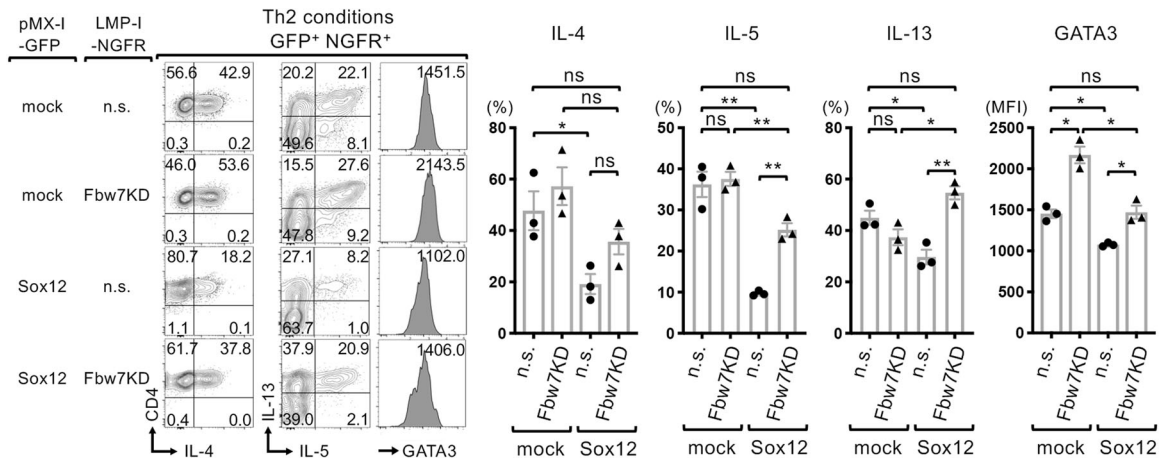 pMX-I
-GFP
LMP-I
-NGFR
Th2 conditions
GFP⁺ NGFR⁺
mock n.s.
56.6 42.9
0.3 0.2
20.2 22.1
49.6 8.1
1451.5
mock Fbw7KD
46.0 53.6
0.3 0.2
15.5 27.6
47.8 9.2
2143.5
Sox12 n.s.
80.7 18.2
1.1 0.1
27.1 8.2
63.7 1.0
1102.0
Sox12 Fbw7KD
61.7 37.8
0.4 0.0
37.9 20.9
39.0 2.1
1406.0
CD4
IL-4
IL-13
IL-5
GATA3
IL-4
ns
ns
*
ns
(%)
80
60
40
20
0
n.s.
Fbw7KD
n.s.
Fbw7KD
mock Sox12
IL-5
ns
**
ns **
**
(%)
50
40
30
20
10
0
n.s.
Fbw7KD
n.s.
Fbw7KD
mock Sox12
IL-13
ns
*
ns *
**
(%)
80
60
40
20
0
n.s.
Fbw7KD
n.s.
Fbw7KD
mock Sox12
GATA3
ns
*
* *
*
(MFI)
2500
2000
1500
1000
500
0
n.s.
Fbw7KD
n.s.
Fbw7KD
mock Sox12